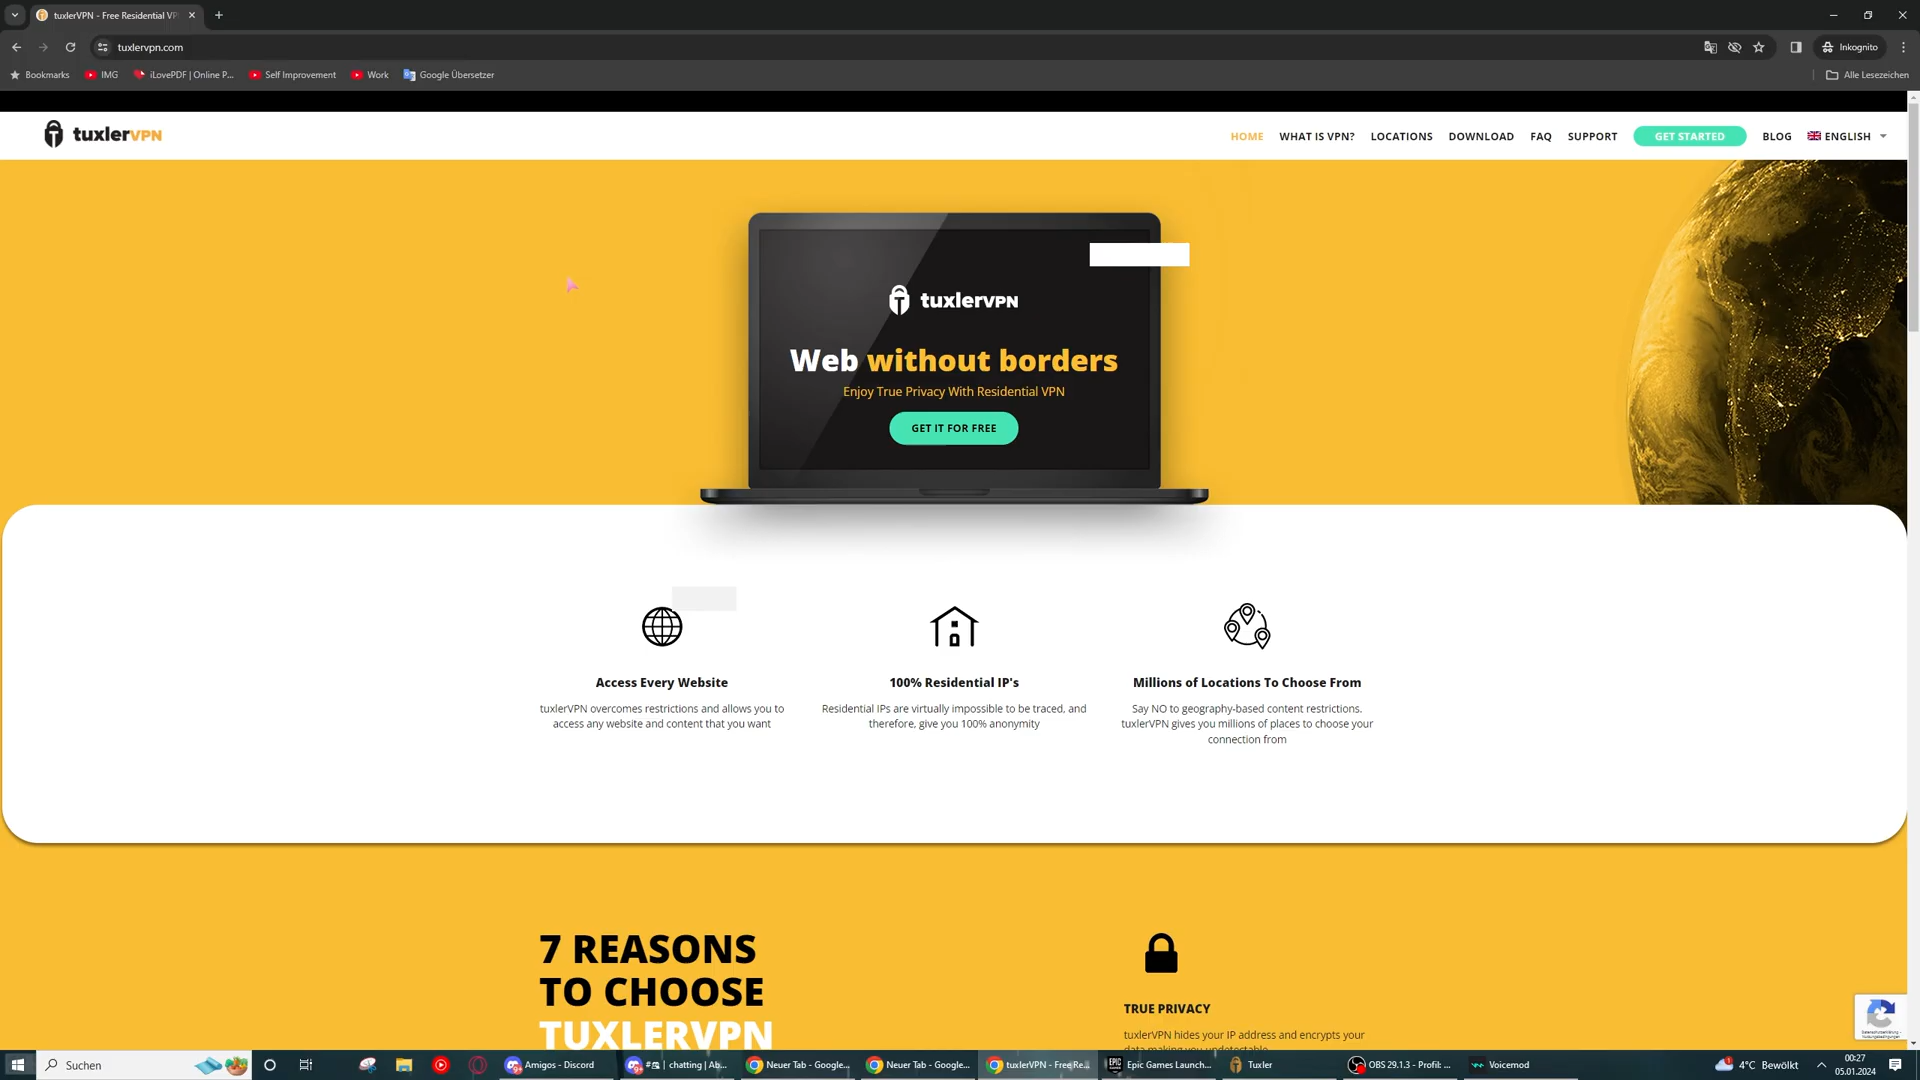 tuxlerVPN - Free Residential VP
tuxlervpn.com
Inkognito
Bookmarks
IMG
iLovePDF | Online P...
Self Improvement
Work
Google Übersetzer
Alle Lesezeichen
tuxlerVPN
HOME
WHAT IS VPN?
LOCATIONS
DOWNLOAD
FAQ
SUPPORT
GET STARTED
BLOG
ENGLISH
tuxlerVPN
Web without borders
Enjoy True Privacy With Residential VPN
GET IT FOR FREE
Access Every Website
tuxlerVPN overcomes restrictions and allows you to
access any website and content that you want
100% Residential IP's
Residential IPs are virtually impossible to be traced, and
therefore, give you 100% anonymity
Millions of Locations To Choose From
Say NO to geography-based content restrictions.
tuxlerVPN gives you millions of places to choose your
connection from
7 REASONS
TO CHOOSE
TUXLERVPN
TRUE PRIVACY
tuxlerVPN hides your IP address and encrypts your
data making you undetectable
Suchen
Amigos - Discord
| chatting | Ab...
Neuer Tab - Google...
Neuer Tab - Google...
tuxlerVPN - Free Re...
EPIC
Epic Games Launch...
Tuxler
OBS 29.1.3 - Profil: ...
Voicemod
1
4°C Bewölkt
00:27
05.01.2024